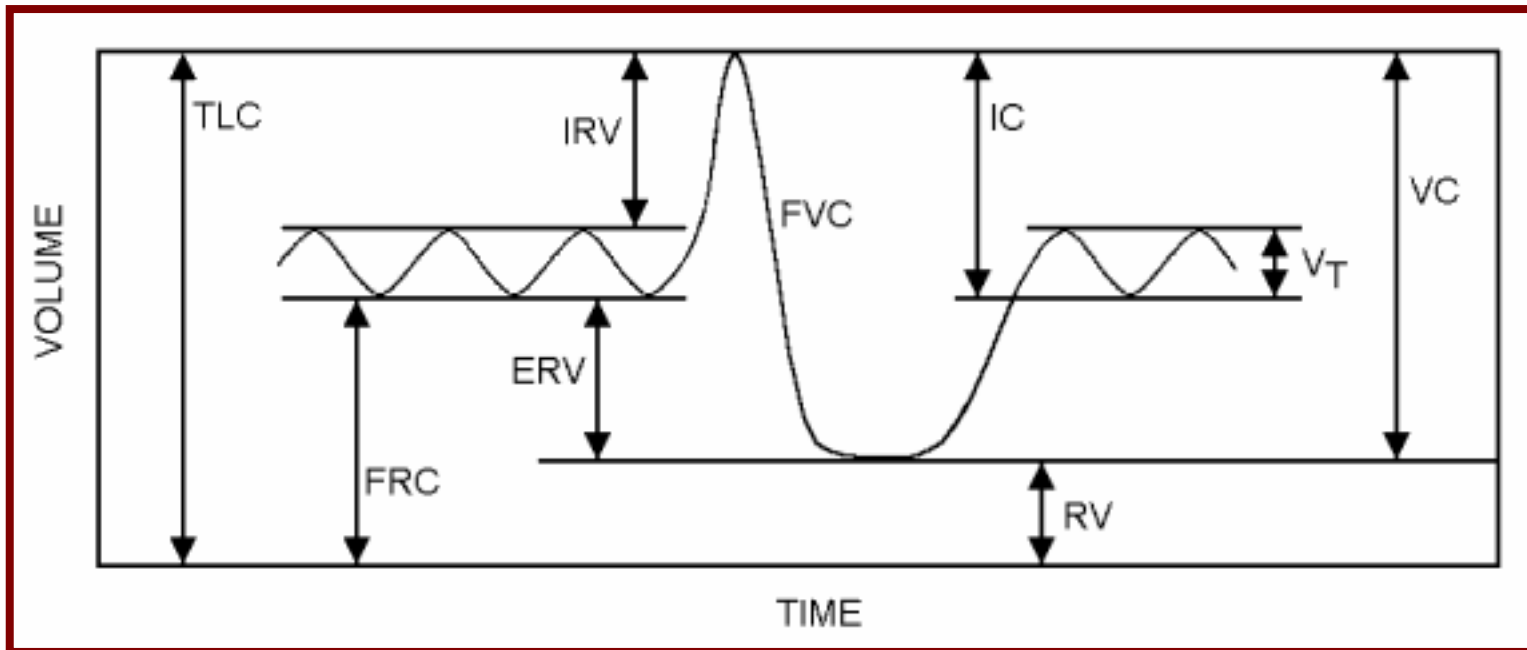 TLC
IRV
IC
VC
FVC
VT
VOLUME
ERV
FRC
RV
TIME